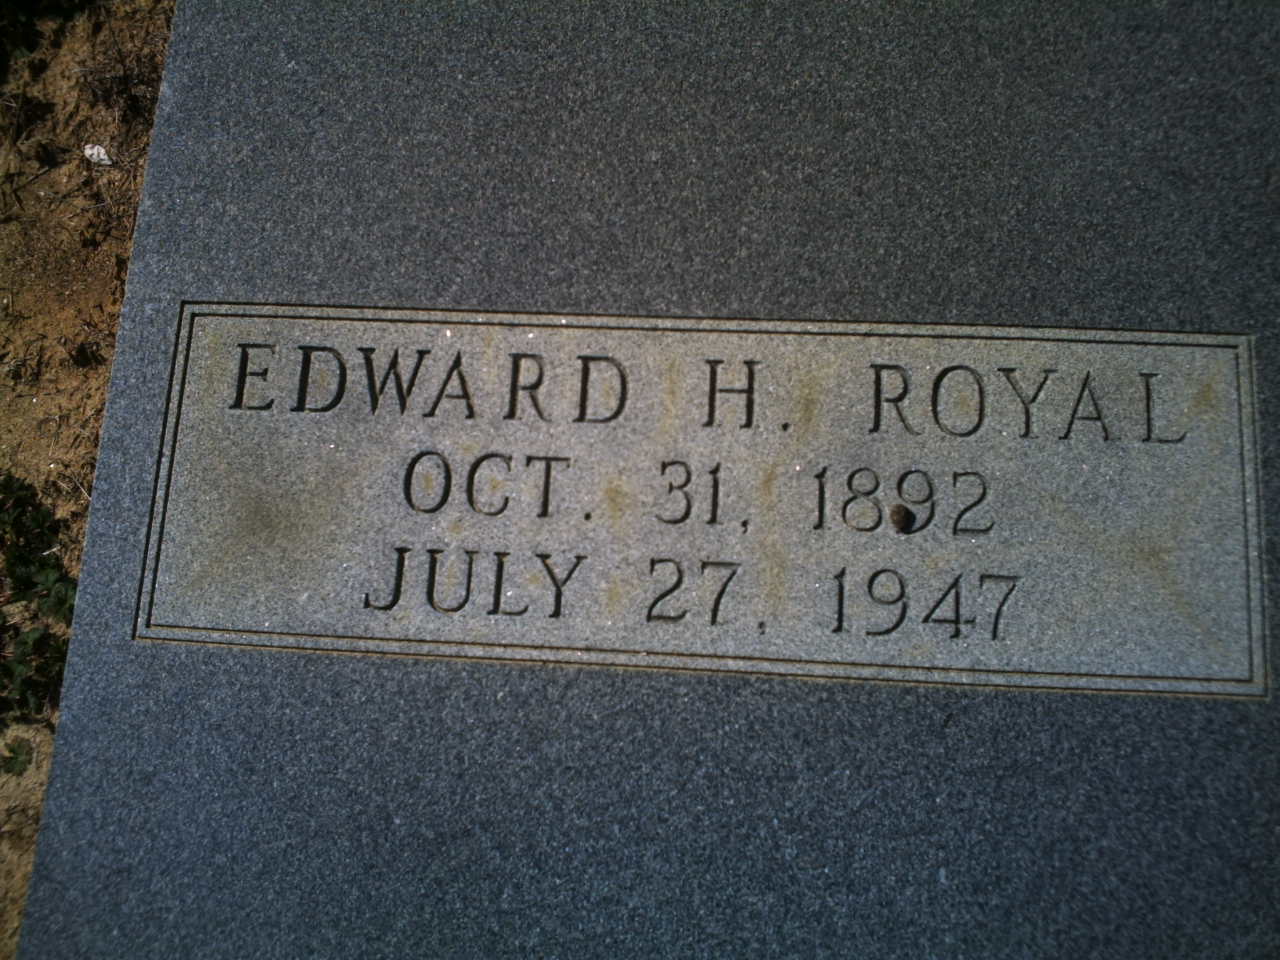 EDWARD H. ROYAL
OCT. 31, 1892
JULY 27, 1947